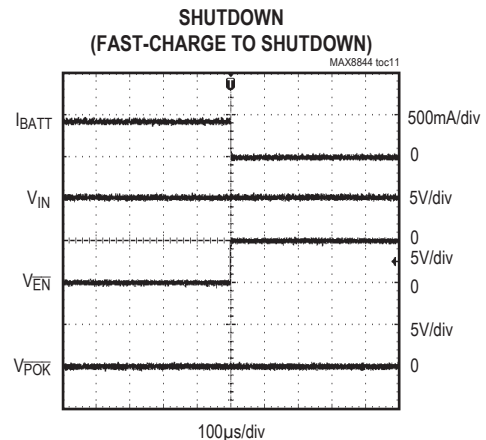 SHUTDOWN
(FAST-CHARGE TO SHUTDOWN)
MAX8844 toc11
T
IBATT
500mA/div
0
VIN
5V/div
0
5V/div
VEN
0
5V/div
VPOK
0
100µs/div